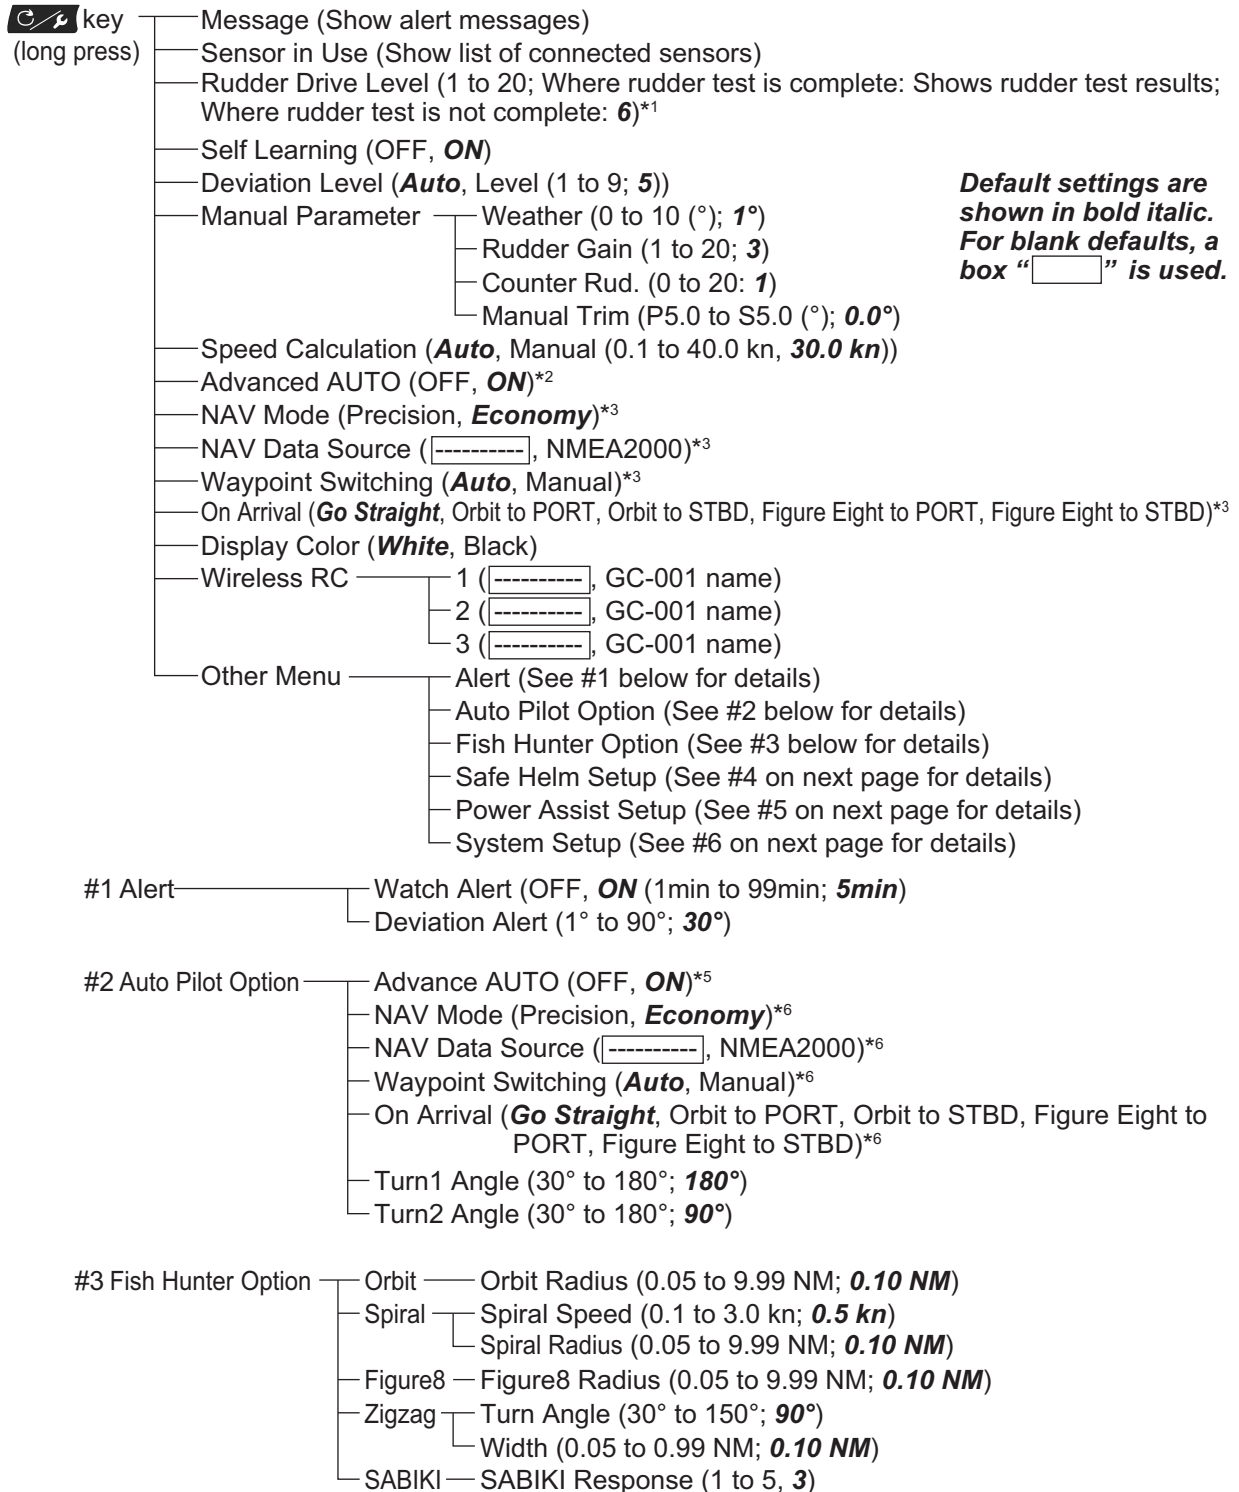 key
(long press)
Message (Show alert messages)
Sensor in Use (Show list of connected sensors)
Rudder Drive Level (1 to 20; Where rudder test is complete: Shows rudder test results;
Where rudder test is not complete: 6)*1
Self Learning (OFF, ON)
Deviation Level (Auto, Level (1 to 9; 5))
Default settings are
shown in bold italic.
For blank defaults, a
box “ ” is used.
Manual Parameter
Weather (0 to 10 (°); 1°)
Rudder Gain (1 to 20; 3)
Counter Rud. (0 to 20: 1)
Manual Trim (P5.0 to S5.0 (°); 0.0°)
Speed Calculation (Auto, Manual (0.1 to 40.0 kn, 30.0 kn))
Advanced AUTO (OFF, ON)*2
NAV Mode (Precision, Economy)*3
NAV Data Source (----------, NMEA2000)*3
Waypoint Switching (Auto, Manual)*3
On Arrival (Go Straight, Orbit to PORT, Orbit to STBD, Figure Eight to PORT, Figure Eight to STBD)*3
Display Color (White, Black)
Wireless RC
1 (----------, GC-001 name)
2 (----------, GC-001 name)
3 (----------, GC-001 name)
Other Menu
Alert (See #1 below for details)
Auto Pilot Option (See #2 below for details)
Fish Hunter Option (See #3 below for details)
Safe Helm Setup (See #4 on next page for details)
Power Assist Setup (See #5 on next page for details)
System Setup (See #6 on next page for details)
#1 Alert
Watch Alert (OFF, ON (1min to 99min; 5min)
Deviation Alert (1° to 90°; 30°)
#2 Auto Pilot Option
Advance AUTO (OFF, ON)*5
NAV Mode (Precision, Economy)*6
NAV Data Source (----------, NMEA2000)*6
Waypoint Switching (Auto, Manual)*6
On Arrival (Go Straight, Orbit to PORT, Orbit to STBD, Figure Eight to
PORT, Figure Eight to STBD)*6
Turn1 Angle (30° to 180°; 180°)
Turn2 Angle (30° to 180°; 90°)
#3 Fish Hunter Option
Orbit
Orbit Radius (0.05 to 9.99 NM; 0.10 NM)
Spiral
Spiral Speed (0.1 to 3.0 kn; 0.5 kn)
Spiral Radius (0.05 to 9.99 NM; 0.10 NM)
Figure8
Figure8 Radius (0.05 to 9.99 NM; 0.10 NM)
Zigzag
Turn Angle (30° to 150°; 90°)
Width (0.05 to 0.99 NM; 0.10 NM)
SABIKI
SABIKI Response (1 to 5, 3)